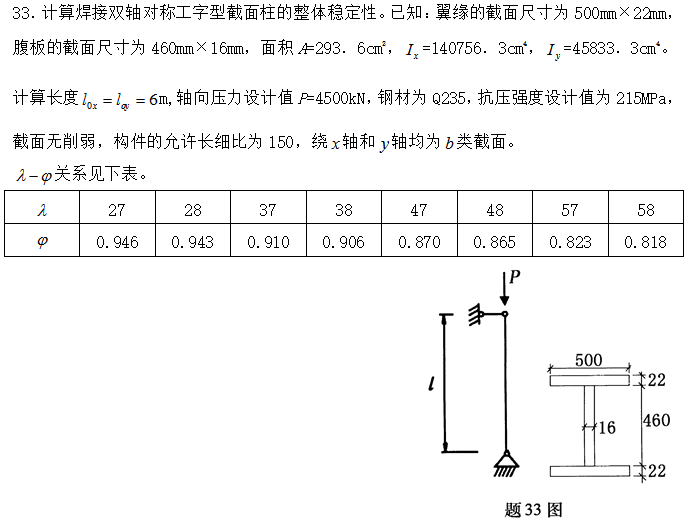 33. 计算焊接双轴对称工字型截面柱的整体稳定性。已知：翼缘的截面尺寸为500mm×22mm，
腹板的截面尺寸为460mm×16mm，面积A=293．6cm²，Iₓ=140756．3cm⁴，I_y=45833．3cm⁴。
计算长度l₀ₓ=l₀y=6m,轴向压力设计值P=4500kN，钢材为Q235，抗压强度设计值为215MPa，
截面无削弱，构件的允许长细比为150，绕x轴和y轴均为b类截面。
λ−φ关系见下表。
λ 27 28 37 38 47 48 57 58
φ 0.946 0.943 0.910 0.906 0.870 0.865 0.823 0.818
P
l
500
22
16
460
22
题33 图